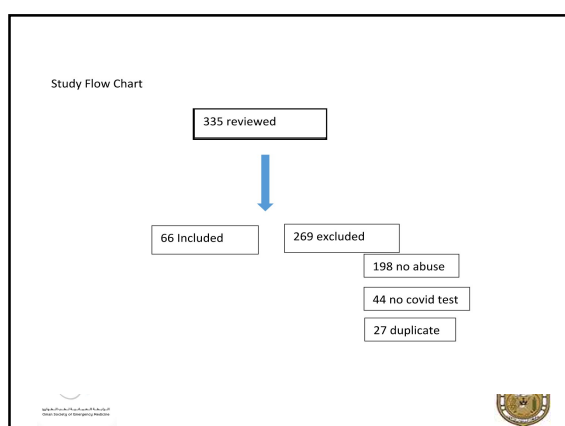 Study Flow Chart
335 reviewed
66 Included
269 excluded
198 no abuse
44 no covid test
27 duplicate
Oman Society of Emergency Medicine